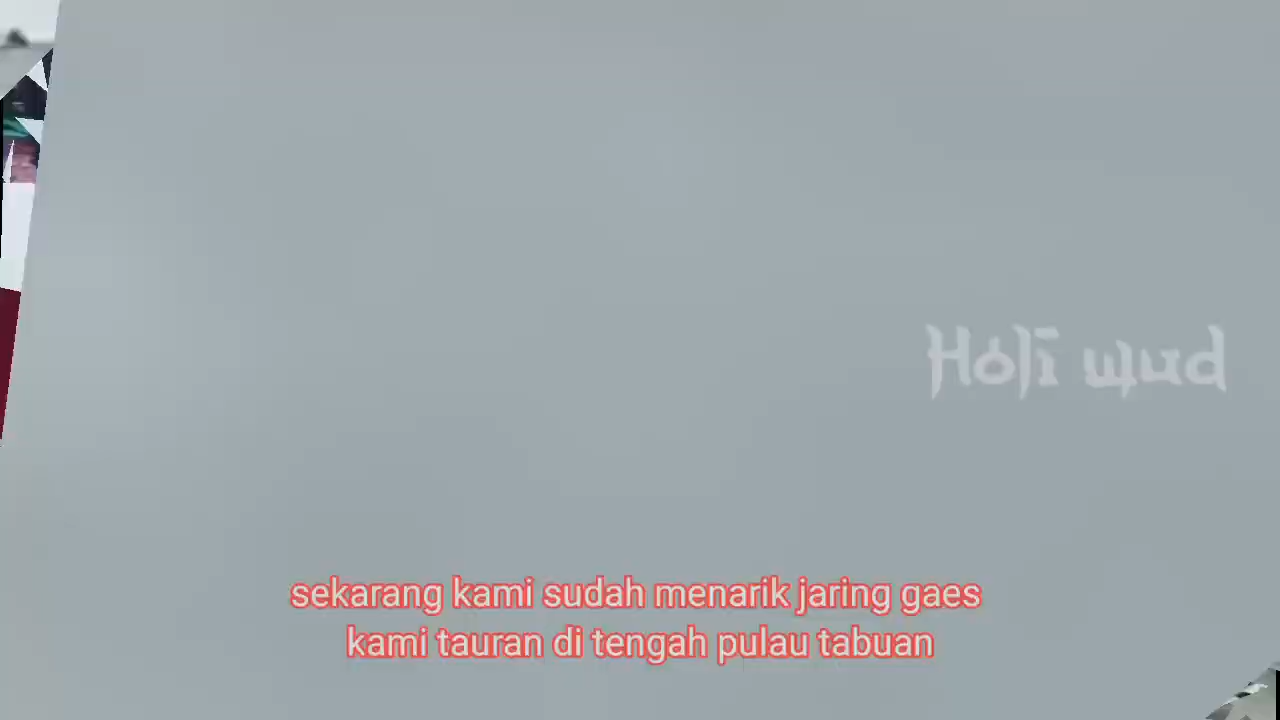 Holi wud
sekarang kami sudah menarik jaring gaes
kami tauran di tengah pulau tabuan